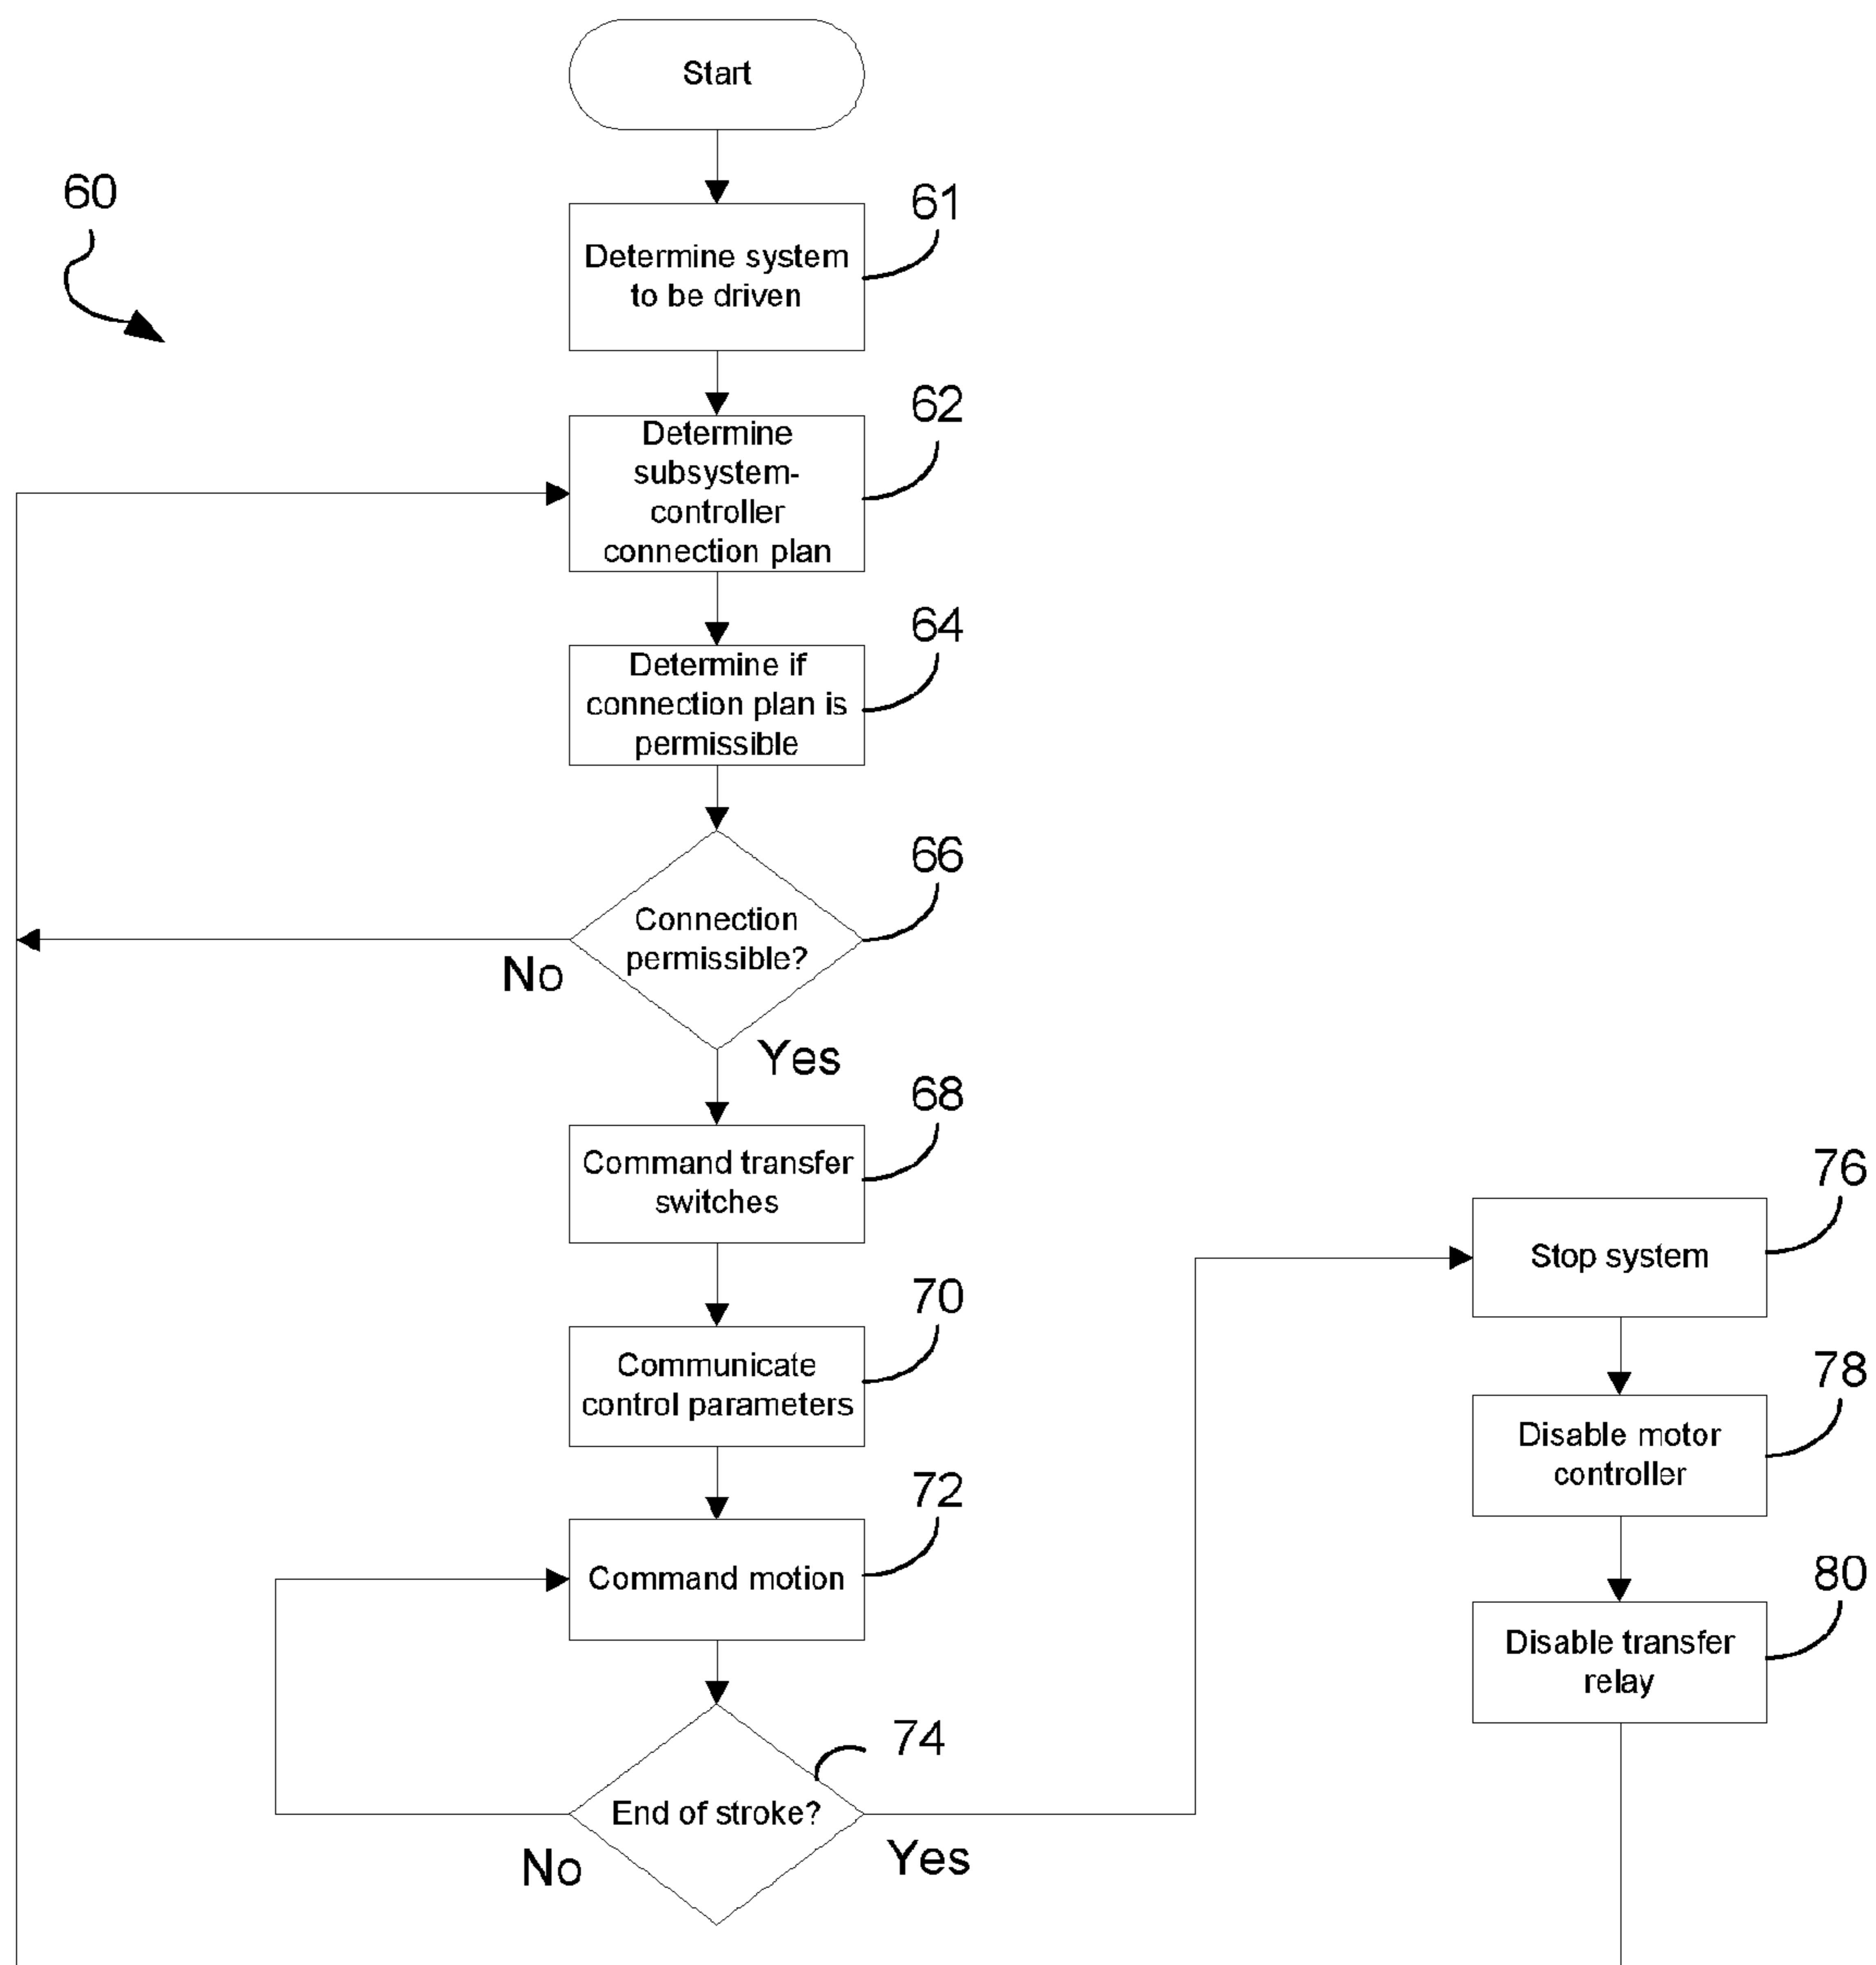 Start
60
61
Determine system
to be driven
62
Determine
subsystem-
controller
connection plan
64
Determine if
connection plan is
permissible
66
Connection
permissible?
No
Yes
68
Command transfer
switches
70
Communicate
control parameters
72
Command motion
74
End of stroke?
No
Yes
76
Stop system
78
Disable motor
controller
80
Disable transfer
relay